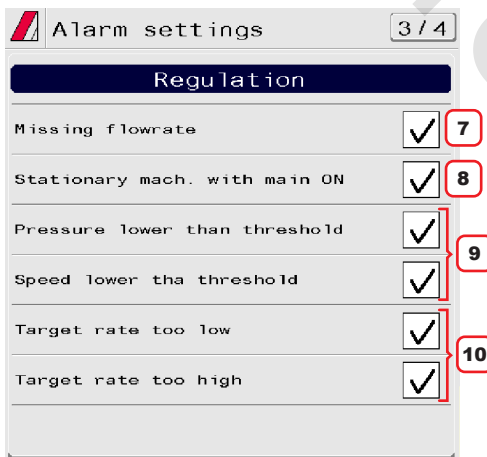 Alarm settings 3/4
Regulation
Missing flowrate 7
Stationary mach. with main ON 8
Pressure lower than threshold
9
Speed lower tha threshold
Target rate too low
10
Target rate too high